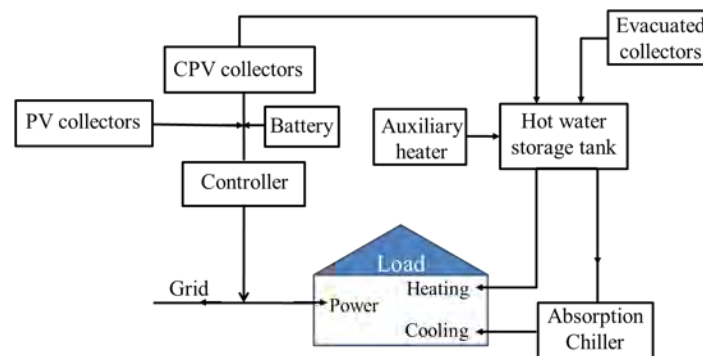 Evacuated
collectors
CPV collectors
PV collectors
Battery
Auxiliary
heater
Hot water
storage tank
Controller
Load
Grid
Power
Heating
Cooling
Absorption
Chiller